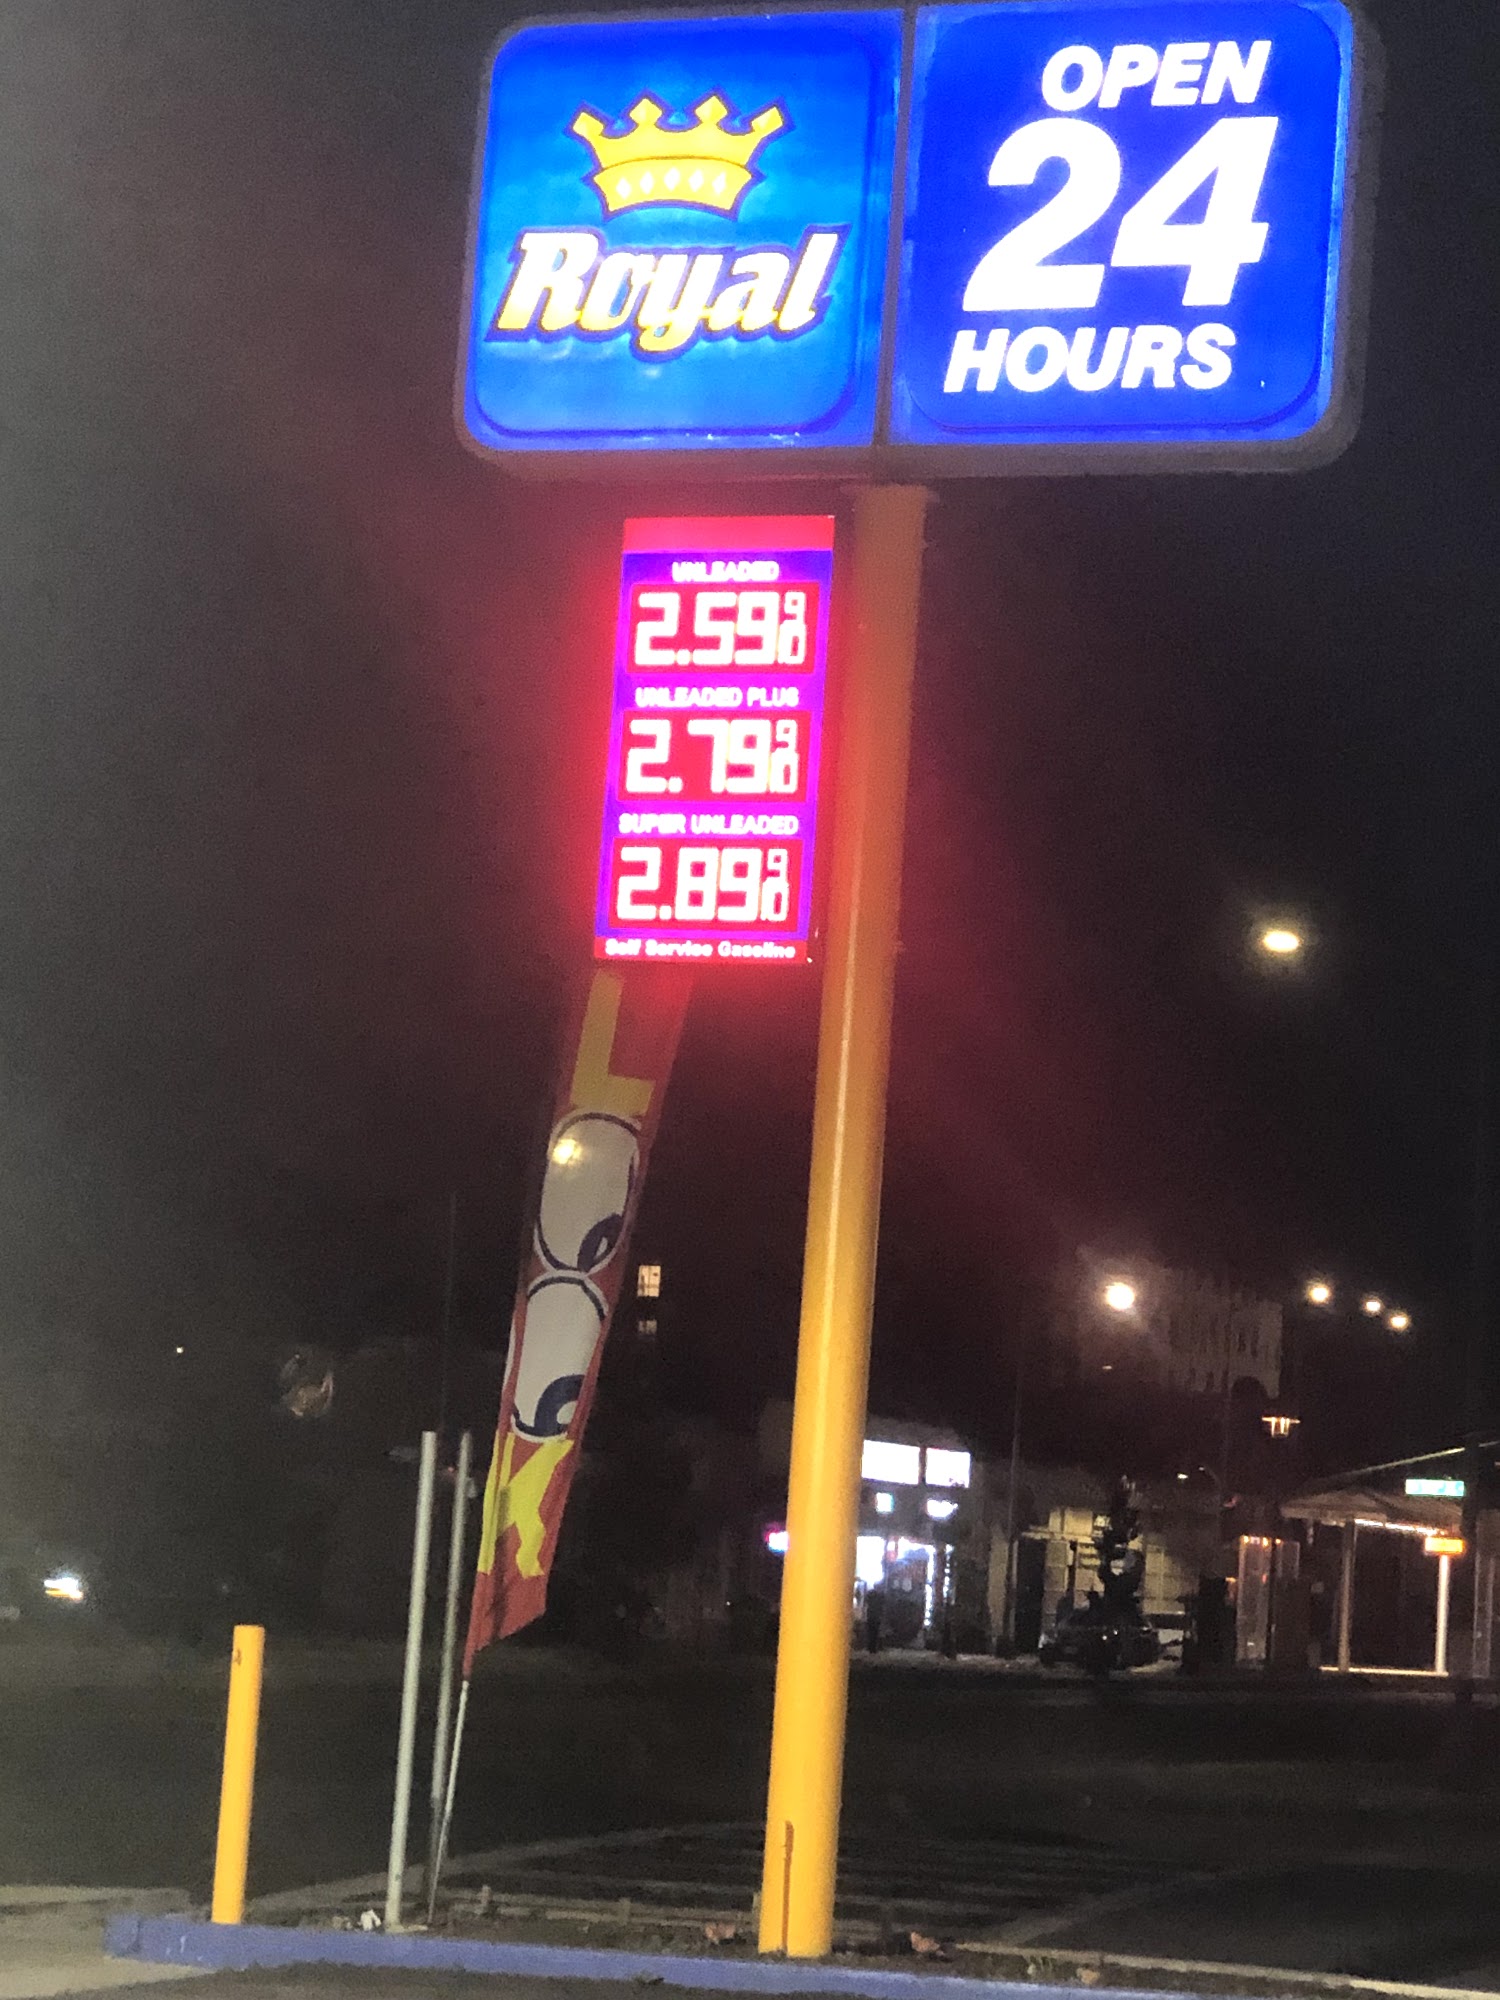 Royal
OPEN
24
HOURS
UNLEADED
2.59 9/10
UNLEADED PLUS
2.79 9/10
SUPER UNLEADED
2.89 9/10
Self Service Gasoline
LOOK